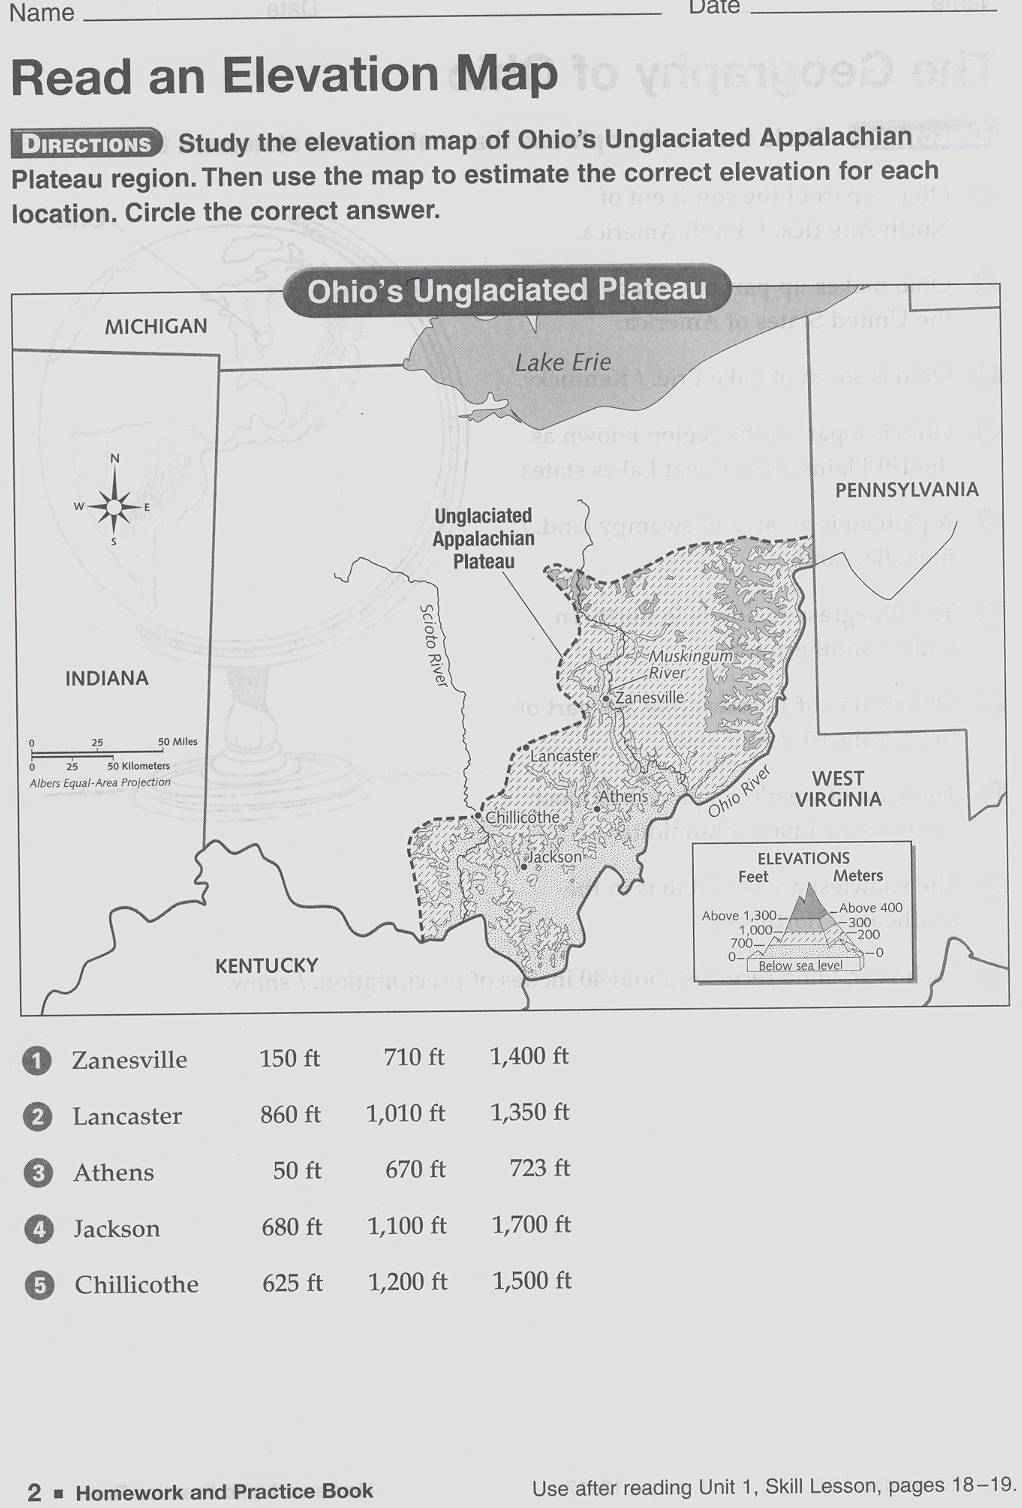 Name
Date
Read an Elevation Map
DIRECTIONS Study the elevation map of Ohio's Unglaciated Appalachian
Plateau region. Then use the map to estimate the correct elevation for each
location. Circle the correct answer.
Ohio's Unglaciated Plateau
MICHIGAN
Lake Erie
N
W E
S
PENNSYLVANIA
Unglaciated
Appalachian
Plateau
Scioto River
Muskingum
River
INDIANA
Zanesville
0 25 50 Miles
0 25 50 Kilometers
Albers Equal-Area Projection
Lancaster
Athens
Ohio River
WEST
VIRGINIA
Chillicothe
Jackson
ELEVATIONS
Feet Meters
Above 1,300 Above 400
1,000 300
700 200
0 0
Below sea level
KENTUCKY
1 Zanesville 150 ft 710 ft 1,400 ft
2 Lancaster 860 ft 1,010 ft 1,350 ft
3 Athens 50 ft 670 ft 723 ft
4 Jackson 680 ft 1,100 ft 1,700 ft
5 Chillicothe 625 ft 1,200 ft 1,500 ft
2 ▪ Homework and Practice Book
Use after reading Unit 1, Skill Lesson, pages 18–19.